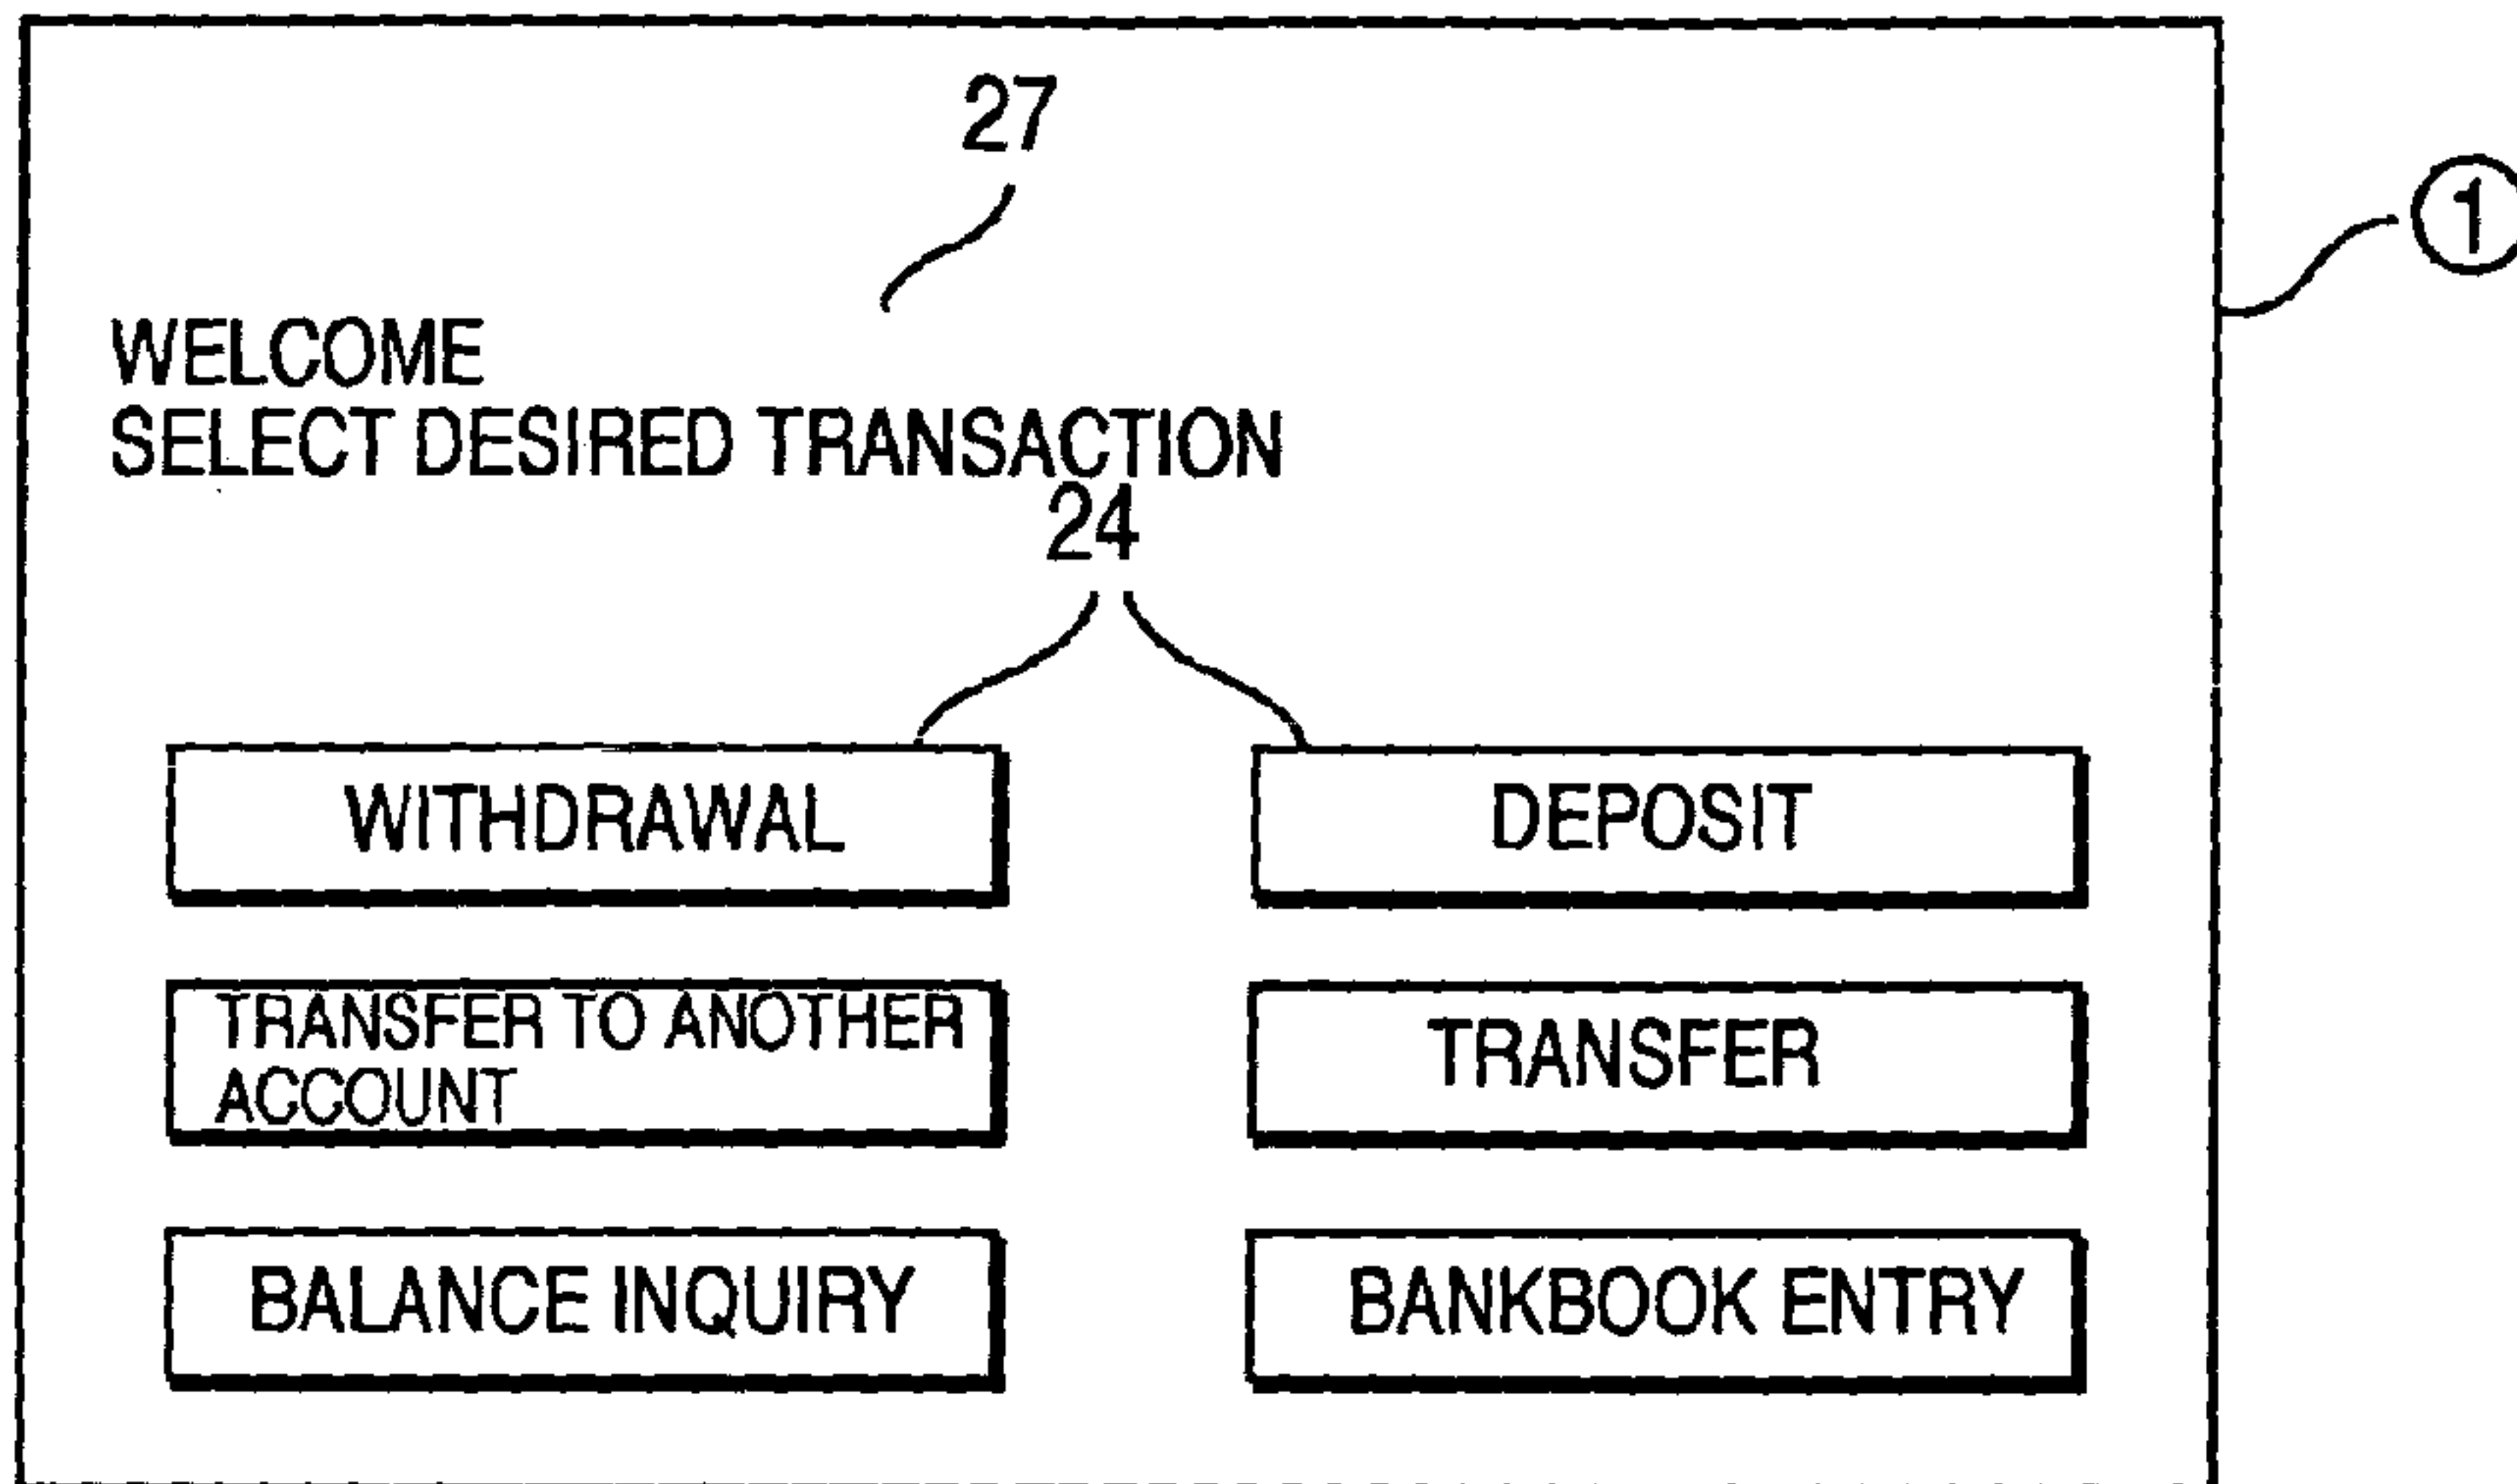 27
①
WELCOME
SELECT DESIRED TRANSACTION
24
WITHDRAWAL
DEPOSIT
TRANSFER TO ANOTHER
ACCOUNT
TRANSFER
BALANCE INQUIRY
BANKBOOK ENTRY